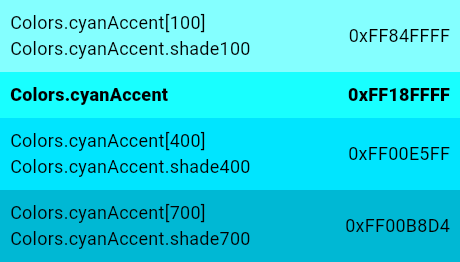 Colors.cyanAccent[100]
Colors.cyanAccent.shade100
0xFF84FFFF
Colors.cyanAccent
0xFF18FFFF
Colors.cyanAccent[400]
Colors.cyanAccent.shade400
0xFF00E5FF
Colors.cyanAccent[700]
Colors.cyanAccent.shade700
0xFF00B8D4